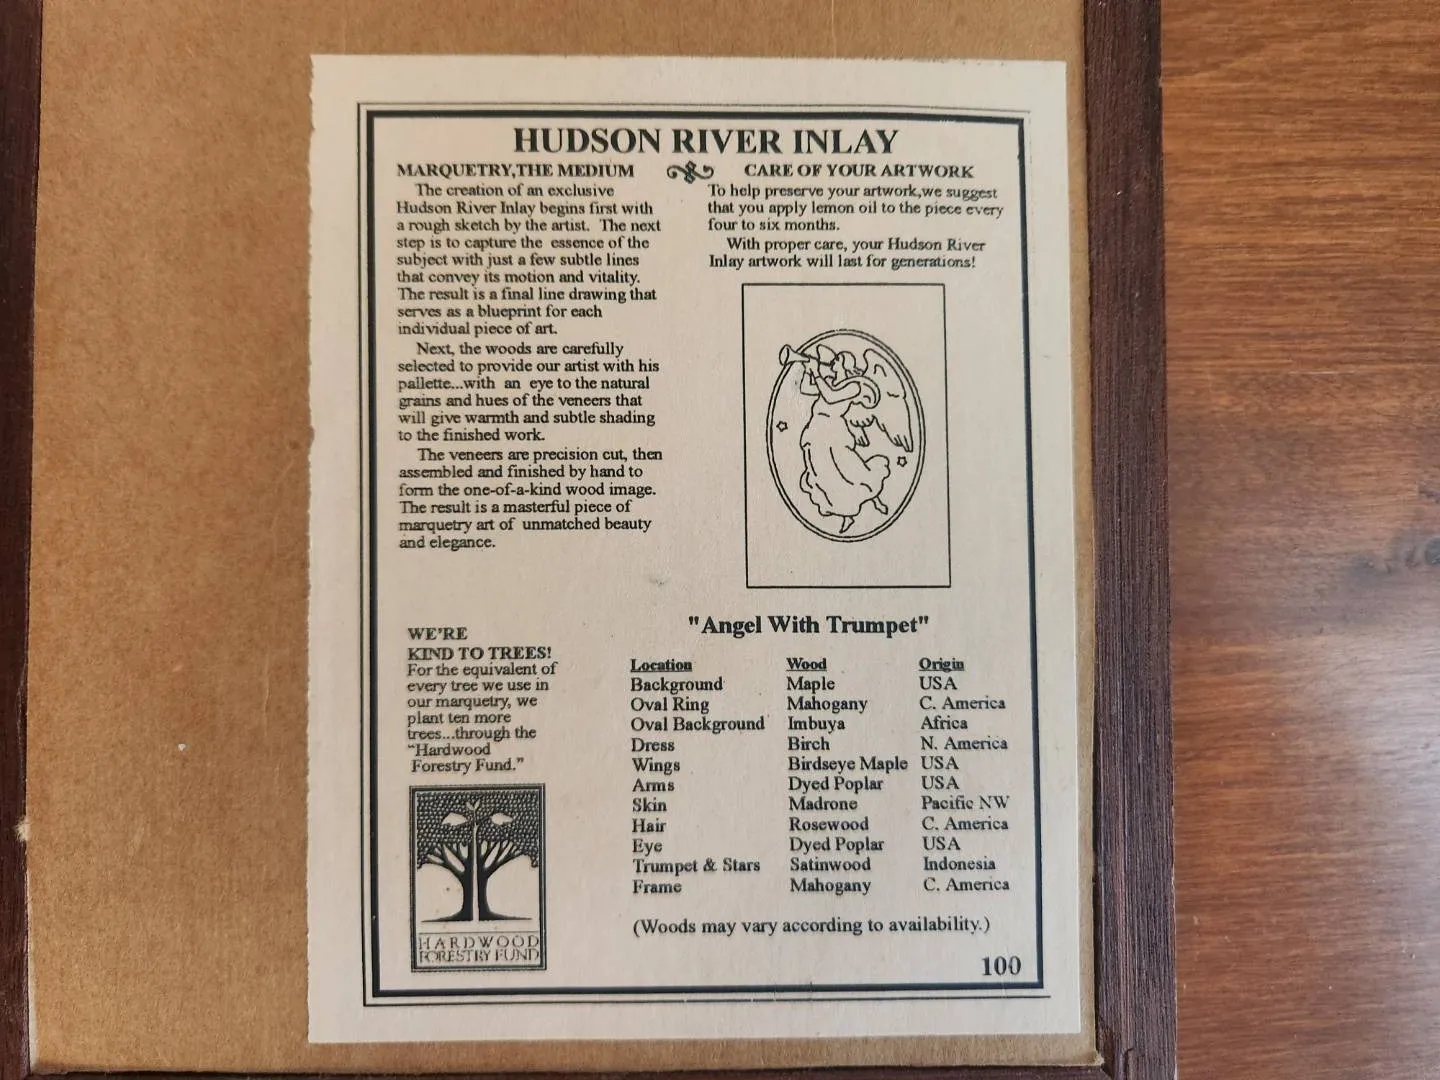 HUDSON RIVER INLAY
MARQUETRY,THE MEDIUM
The creation of an exclusive
Hudson River Inlay begins first with
a rough sketch by the artist. The next
step is to capture the essence of the
subject with just a few subtle lines
that convey its motion and vitality.
The result is a final line drawing that
serves as a blueprint for each
individual piece of art.
Next, the woods are carefully
selected to provide our artist with his
pallette...with an eye to the natural
grains and hues of the veneers that
will give warmth and subtle shading
to the finished work.
The veneers are precision cut, then
assembled and finished by hand to
form the one-of-a-kind wood image.
The result is a masterful piece of
marquetry art of unmatched beauty
and elegance.
CARE OF YOUR ARTWORK
To help preserve your artwork,we suggest
that you apply lemon oil to the piece every
four to six months.
With proper care, your Hudson River
Inlay artwork will last for generations!
WE'RE
KIND TO TREES!
For the equivalent of
every tree we use in
our marquetry, we
plant ten more
trees...through the
"Hardwood
Forestry Fund."
HARDWOOD
FORESTRY FUND
"Angel With Trumpet"
Location Wood Origin
Background Maple USA
Oval Ring Mahogany C. America
Oval Background Imbuya Africa
Dress Birch N. America
Wings Birdseye Maple USA
Arms Dyed Poplar USA
Skin Madrone Pacific NW
Hair Rosewood C. America
Eye Dyed Poplar USA
Trumpet & Stars Satinwood Indonesia
Frame Mahogany C. America
(Woods may vary according to availability.)
100